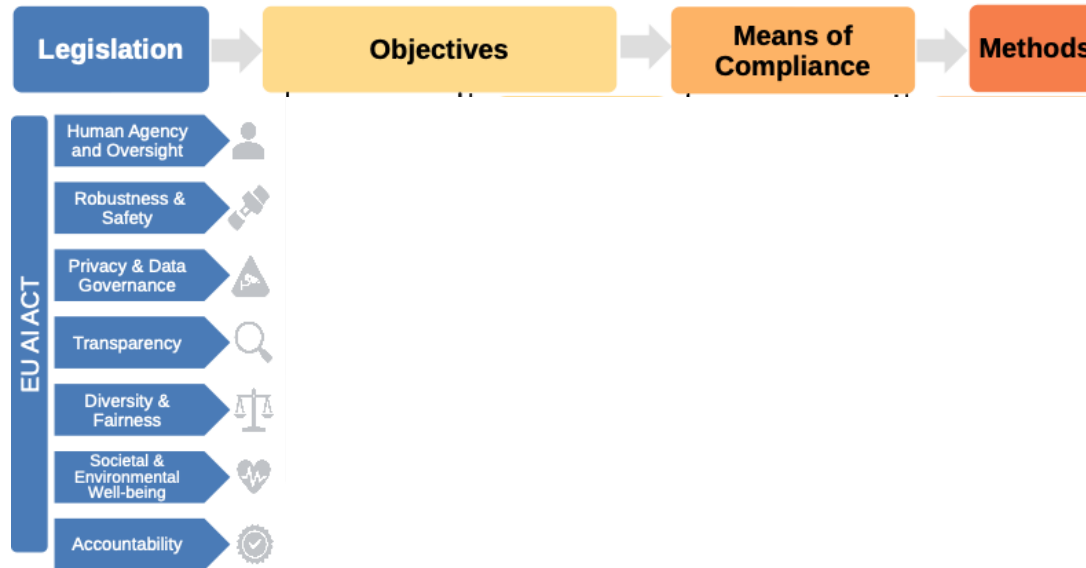 Legislation
Objectives
Means of
Compliance
Methods
EU AI ACT
Human Agency
and Oversight
Robustness &
Safety
Privacy & Data
Governance
Transparency
Diversity &
Fairness
Societal &
Environmental
Well-being
Accountability